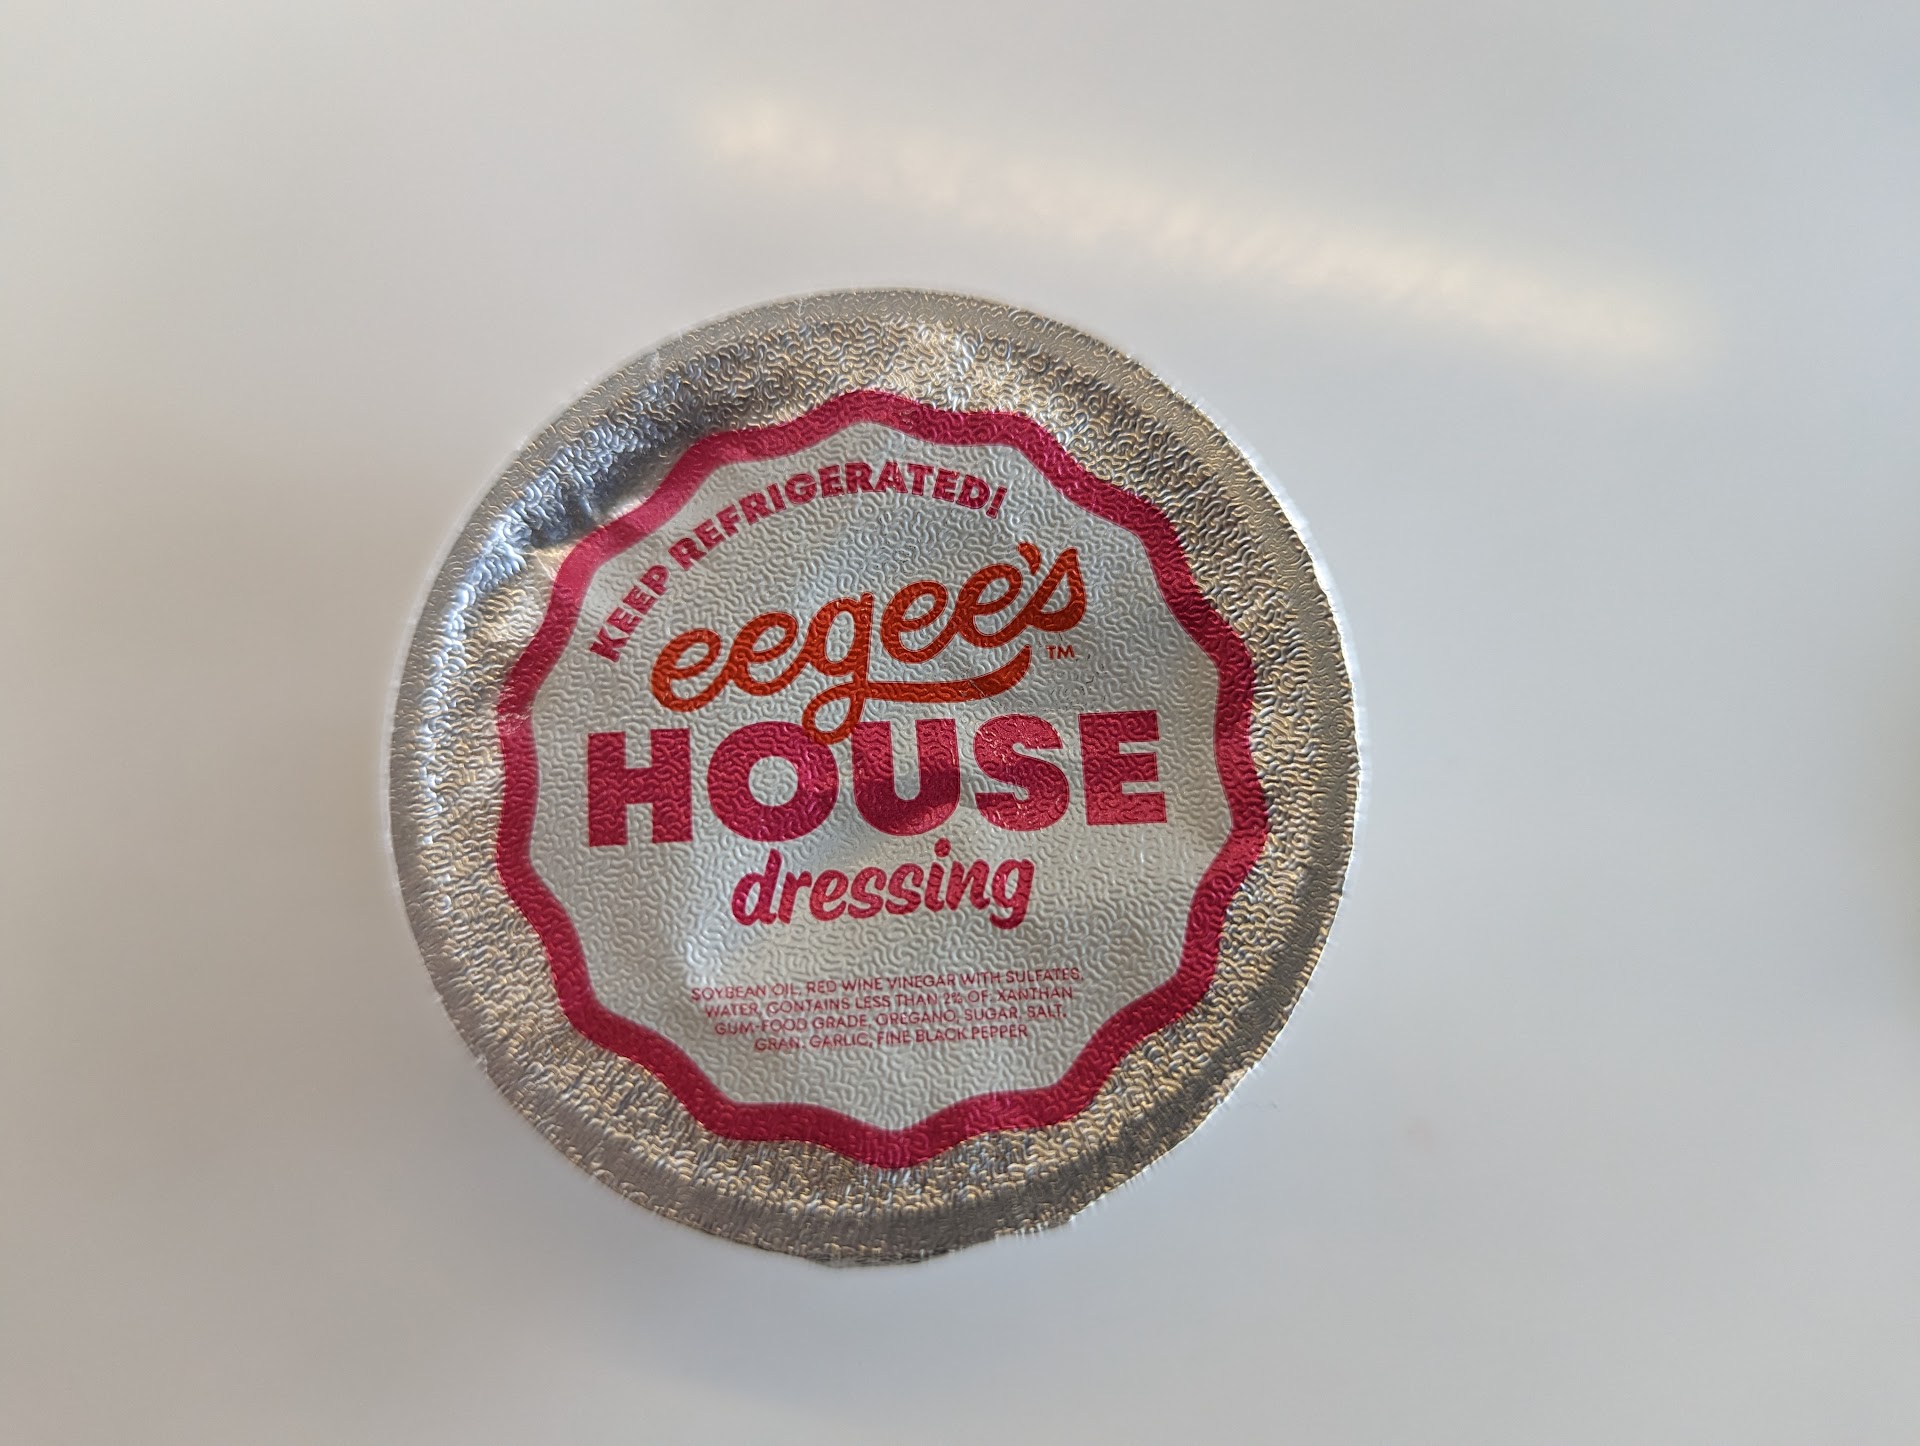 KEEP REFRIGERATED!
eegee's
TM
HOUSE
dressing
SOYBEAN OIL, RED WINE VINEGAR WITH SULFATES,
WATER, CONTAINS LESS THAN 2% OF: XANTHAN
GUM-FOOD GRADE, OREGANO, SUGAR, SALT,
GRAN. GARLIC, FINE BLACK PEPPER